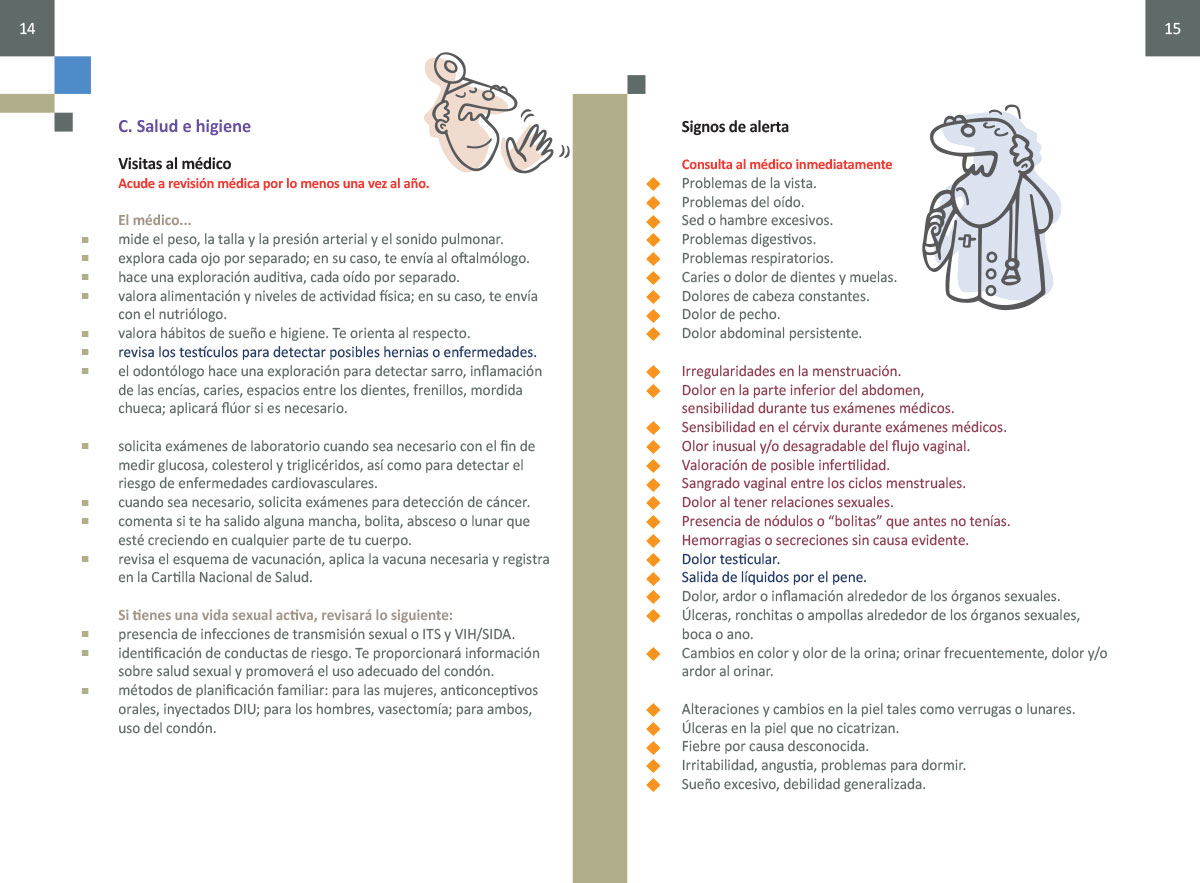 14
C. Salud e higiene
Visitas al médico
Acude a revisión médica por lo menos una vez al año.
El médico...
mide el peso, la talla y la presión arterial y el sonido pulmonar.
explora cada ojo por separado; en su caso, te envía al oftalmólogo.
hace una exploración auditiva, cada oído por separado.
valora alimentación y niveles de actividad física; en su caso, te envía
con el nutriólogo.
valora hábitos de sueño e higiene. Te orienta al respecto.
revisa los testículos para detectar posibles hernias o enfermedades.
el odontólogo hace una exploración para detectar sarro, inflamación
de las encías, caries, espacios entre los dientes, frenillos, mordida
chueca; aplicará flúor si es necesario.
solicita exámenes de laboratorio cuando sea necesario con el fin de
medir glucosa, colesterol y triglicéridos, así como para detectar el
riesgo de enfermedades cardiovasculares.
cuando sea necesario, solicita exámenes para detección de cáncer.
comenta si te ha salido alguna mancha, bolita, absceso o lunar que
esté creciendo en cualquier parte de tu cuerpo.
revisa el esquema de vacunación, aplica la vacuna necesaria y registra
en la Cartilla Nacional de Salud.
Si tienes una vida sexual activa, revisará lo siguiente:
presencia de infecciones de transmisión sexual o ITS y VIH/SIDA.
identificación de conductas de riesgo. Te proporcionará información
sobre salud sexual y promoverá el uso adecuado del condón.
métodos de planificación familiar: para las mujeres, anticonceptivos
orales, inyectados DIU; para los hombres, vasectomía; para ambos,
uso del condón.
15
Signos de alerta
Consulta al médico inmediatamente
Problemas de la vista.
Problemas del oído.
Sed o hambre excesivos.
Problemas digestivos.
Problemas respiratorios.
Caries o dolor de dientes y muelas.
Dolores de cabeza constantes.
Dolor de pecho.
Dolor abdominal persistente.
Irregularidades en la menstruación.
Dolor en la parte inferior del abdomen,
sensibilidad durante tus exámenes médicos.
Sensibilidad en el cérvix durante exámenes médicos.
Olor inusual y/o desagradable del flujo vaginal.
Valoración de posible infertilidad.
Sangrado vaginal entre los ciclos menstruales.
Dolor al tener relaciones sexuales.
Presencia de nódulos o “bolitas” que antes no tenías.
Hemorragias o secreciones sin causa evidente.
Dolor testicular.
Salida de líquidos por el pene.
Dolor, ardor o inflamación alrededor de los órganos sexuales.
Úlceras, ronchitas o ampollas alrededor de los órganos sexuales,
boca o ano.
Cambios en color y olor de la orina; orinar frecuentemente, dolor y/o
ardor al orinar.
Alteraciones y cambios en la piel tales como verrugas o lunares.
Úlceras en la piel que no cicatrizan.
Fiebre por causa desconocida.
Irritabilidad, angustia, problemas para dormir.
Sueño excesivo, debilidad generalizada.